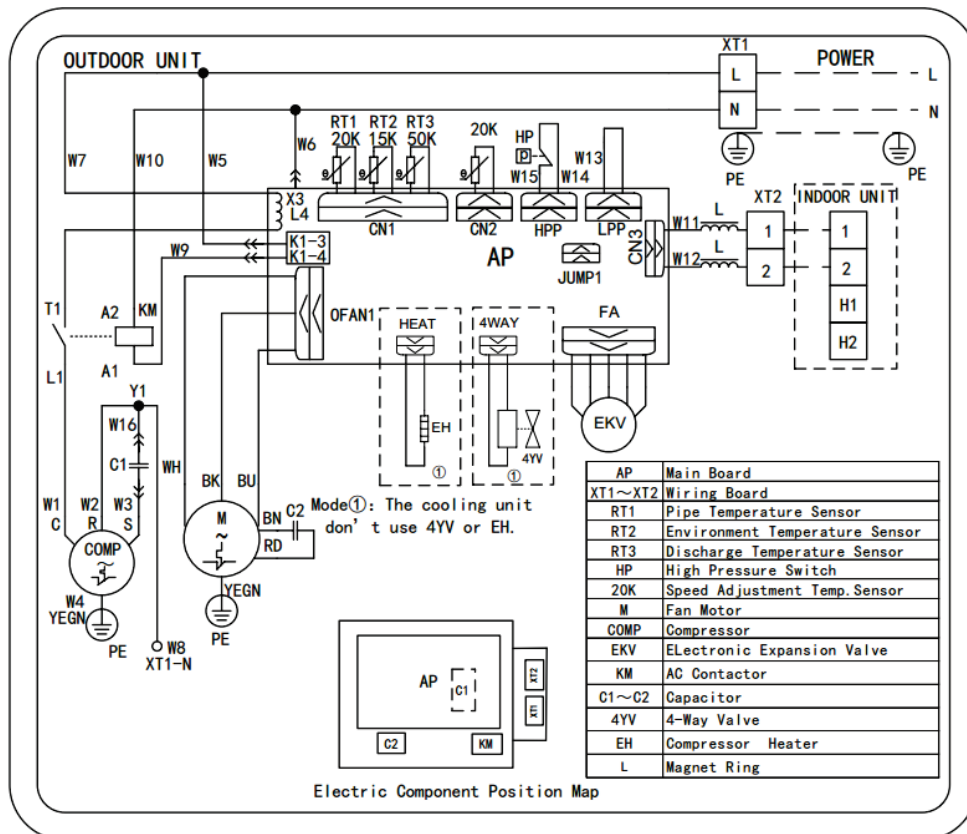 OUTDOOR UNIT
XT1
POWER
L
L
N
N
PE
PE
W7
W10
W5
W6
RT1 RT2 RT3
20K 15K 50K
20K
HP
P
W15
W14
W13
θ
θ
θ
θ
X3
L4
CN1
CN2
HPP
LPP
CN3
K1-3
K1-4
W9
AP
JUMP1
W11
L
W12
L
XT2
1
2
INDOOR UNIT
1
2
H1
H2
T1
A2
KM
A1
L1
OFAN1
HEAT
EH
①
4WAY
4YV
①
FA
EKV
Y1
W16
C1
WH
BK
BU
W1
C
W2
R
W3
S
COMP
~
W4
YEGN
PE
W8
XT1-N
M
~
BN
C2
RD
YEGN
PE
Mode①: The cooling unit
don't use 4YV or EH.
AP Main Board
XT1~XT2 Wiring Board
RT1 Pipe Temperature Sensor
RT2 Environment Temperature Sensor
RT3 Discharge Temperature Sensor
HP High Pressure Switch
20K Speed Adjustment Temp.Sensor
M Fan Motor
COMP Compressor
EKV ELectronic Expansion Valve
KM AC Contactor
C1~C2 Capacitor
4YV 4-Way Valve
EH Compressor Heater
L Magnet Ring
AP
C1
XT2
XT1
C2
KM
Electric Component Position Map